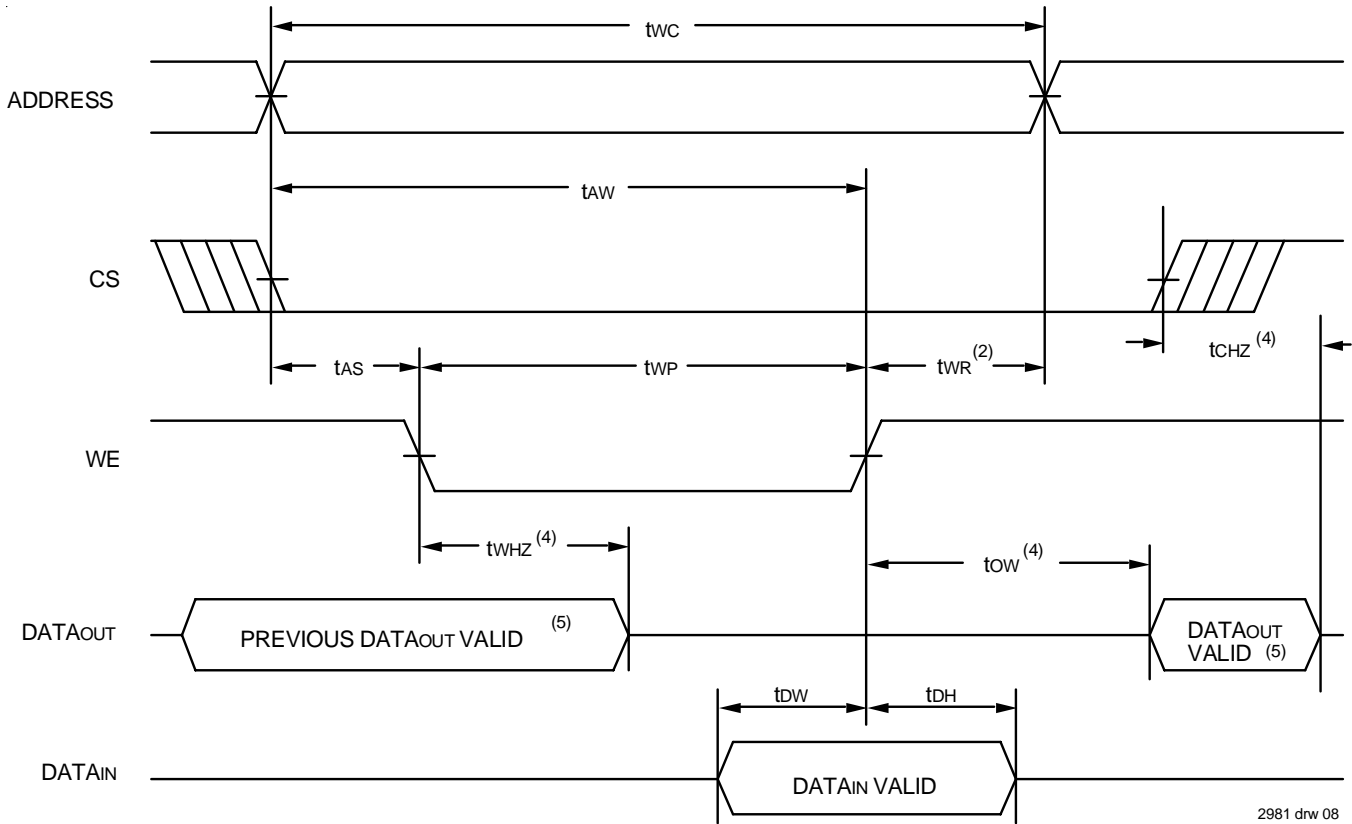 tWC
ADDRESS
tAW
CS
tCHZ (4)
tAS
tWP
tWR (2)
WE
tWHZ (4)
tOW (4)
DATAOUT
PREVIOUS DATAOUT VALID (5)
DATAOUT
VALID (5)
tDW
tDH
DATAIN
DATAIN VALID
2981 drw 08